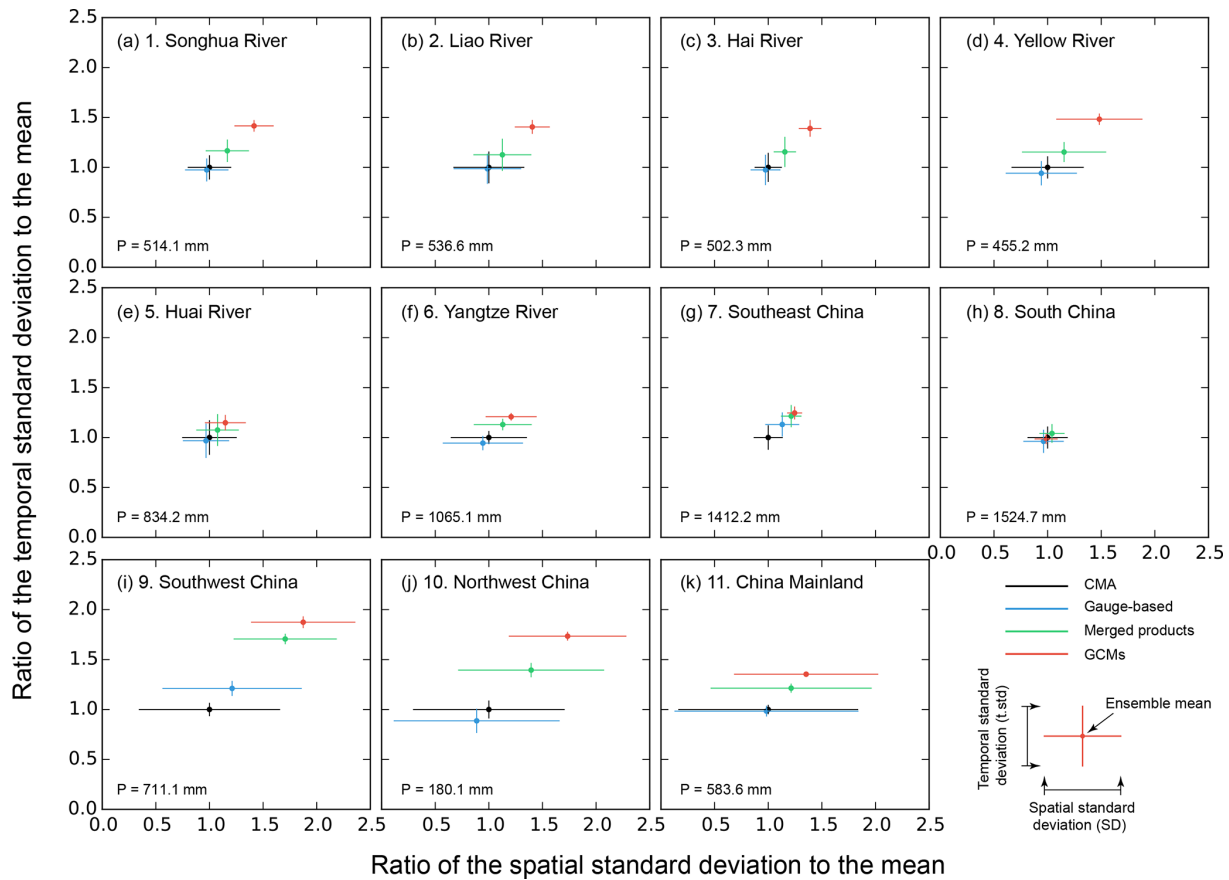 Ratio of the temporal standard deviation to the mean
2.5
2.0
1.5
1.0
0.5
0.0
(a) 1. Songhua River
P = 514.1 mm
(b) 2. Liao River
P = 536.6 mm
(c) 3. Hai River
P = 502.3 mm
(d) 4. Yellow River
P = 455.2 mm
2.5
2.0
1.5
1.0
0.5
0.0
(e) 5. Huai River
P = 834.2 mm
(f) 6. Yangtze River
P = 1065.1 mm
(g) 7. Southeast China
P = 1412.2 mm
(h) 8. South China
P = 1524.7 mm
0.0 0.5 1.0 1.5 2.0 2.5
2.5
2.0
1.5
1.0
0.5
0.0
(i) 9. Southwest China
P = 711.1 mm
0.0 0.5 1.0 1.5 2.0 2.5
(j) 10. Northwest China
P = 180.1 mm
0.5 1.0 1.5 2.0
(k) 11. China Mainland
P = 583.6 mm
0.0 0.5 1.0 1.5 2.0 2.5
CMA
Gauge-based
Merged products
GCMs
Temporal standard
deviation (t.std)
Ensemble mean
Spatial standard
deviation (SD)
Ratio of the spatial standard deviation to the mean